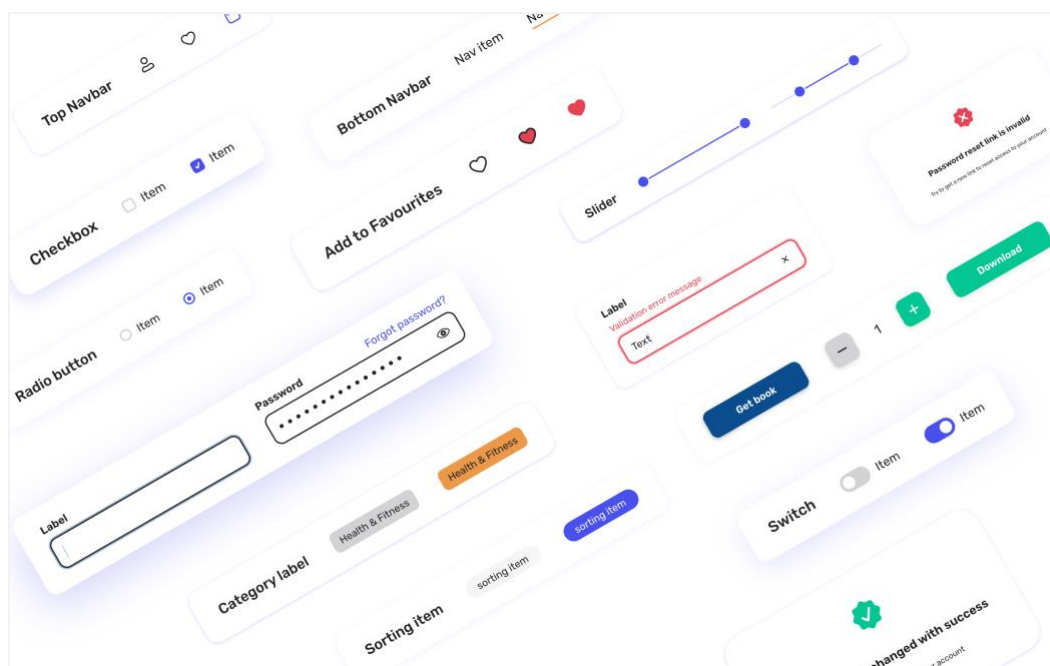 Top Navbar
Bottom Navbar
Nav item
Checkbox
Item
Item
Add to Favourites
Slider
Password reset link is invalid
Try to get a new link to reset access to your account
Radio button
Item
Item
Label
Validation error message
Text
Download
1
Get book
Forgot password?
Password
Label
Category label
Health & Fitness
Health & Fitness
Switch
Item
Item
Sorting item
sorting item
sorting item
changed with success
account